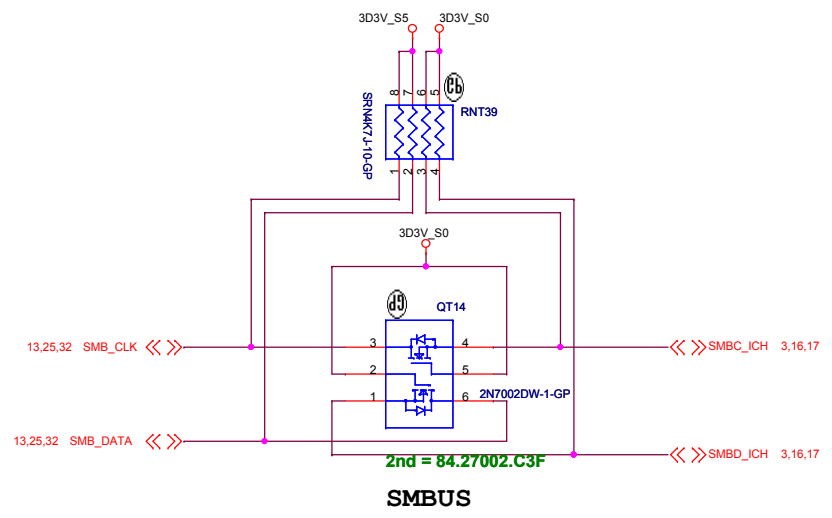 3D3V_S5 3D3V_S0
8 7 6 5
SRN4K7J-10-GP
RNT39
1 2 3 4
3D3V_S0
QT14
13,25,32 SMB_CLK
3 4
SMBC_ICH 3,16,17
2 5
1 6
2N7002DW-1-GP
13,25,32 SMB_DATA
SMBD_ICH 3,16,17
2nd = 84.27002.C3F
SMBUS